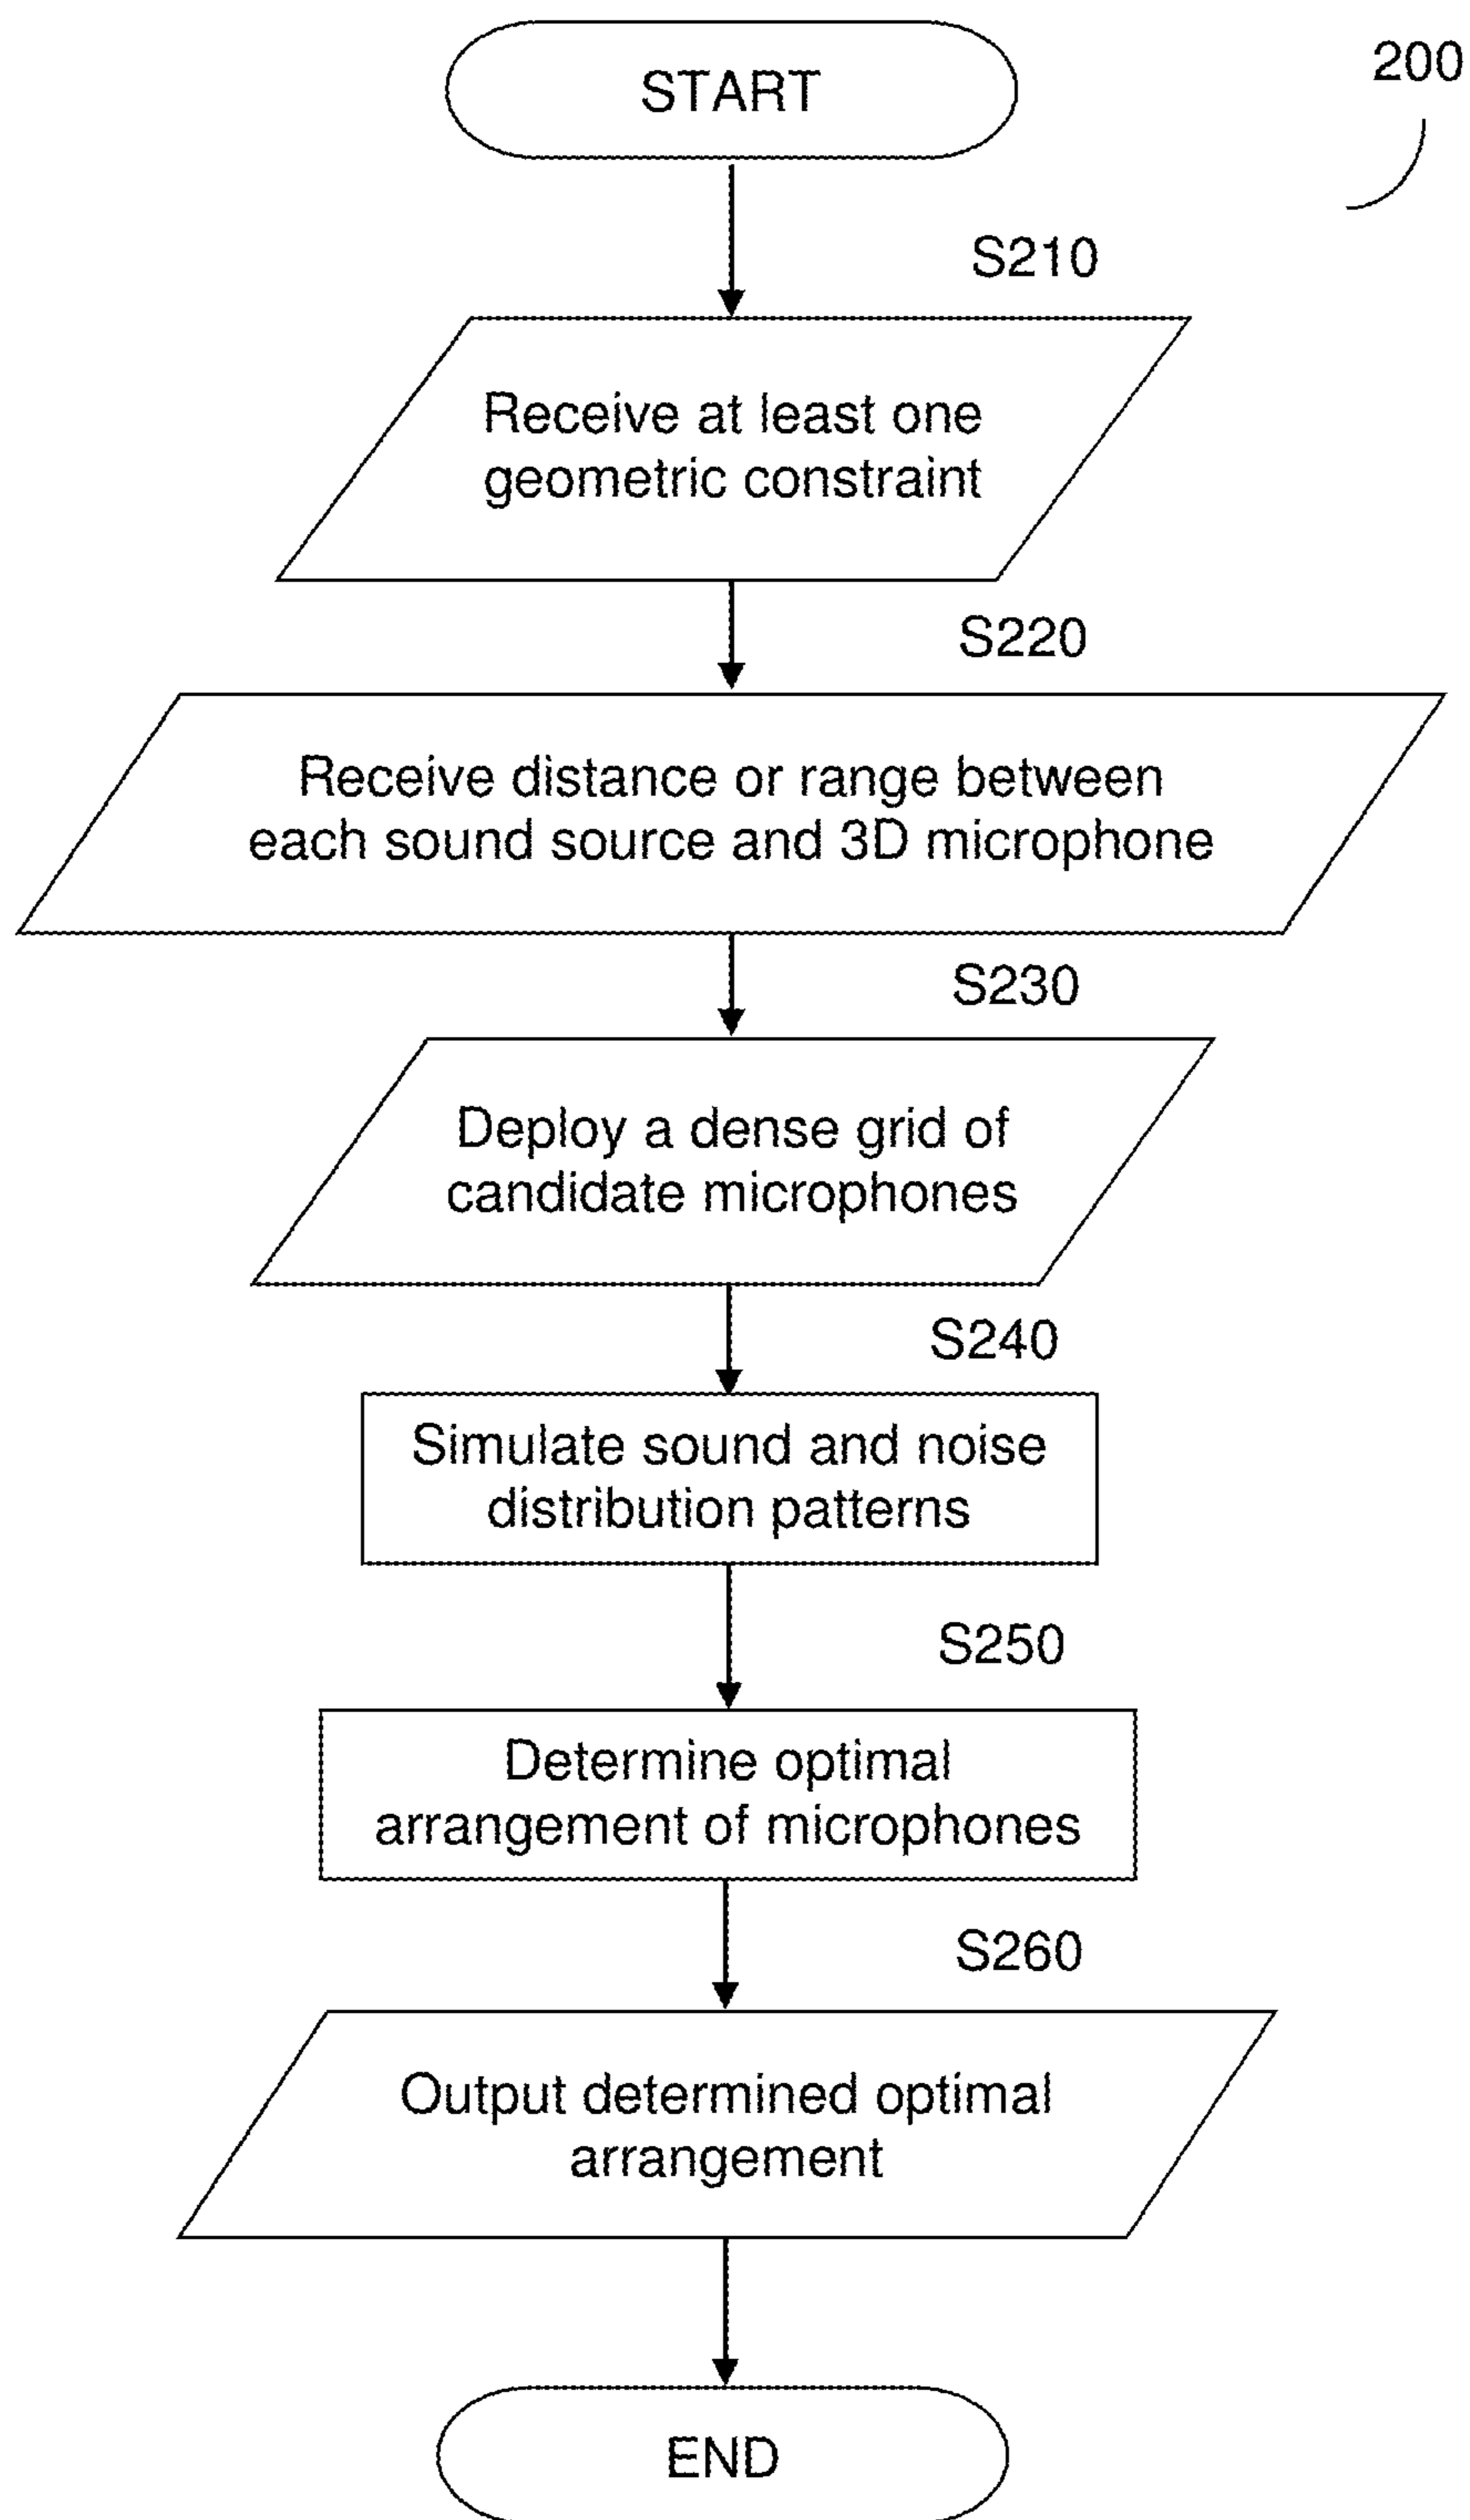 START
200
S210
Receive at least one
geometric constraint
S220
Receive distance or range between
each sound source and 3D microphone
S230
Deploy a dense grid of
candidate microphones
S240
Simulate sound and noise
distribution patterns
S250
Determine optimal
arrangement of microphones
S260
Output determined optimal
arrangement
END